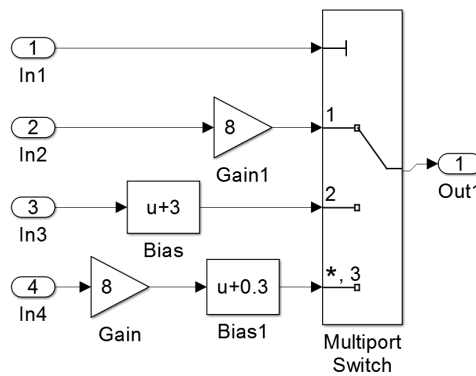 1
In1
2
In2
8
Gain1
1
3
In3
u+3
Bias
2
4
In4
8
Gain
u+0.3
Bias1
*, 3
Multiport
Switch
1
Out1